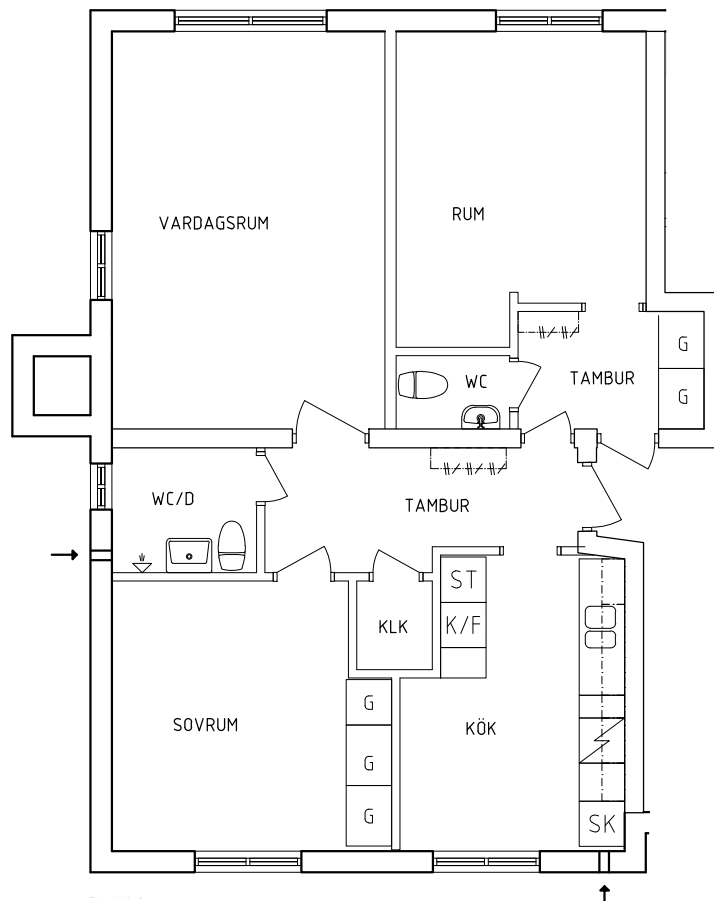 VARDAGSRUM
RUM
G
WC
TAMBUR
G
WC/D
TAMBUR
ST
K/F
KLK
G
SOVRUM
KÖK
G
G
SK